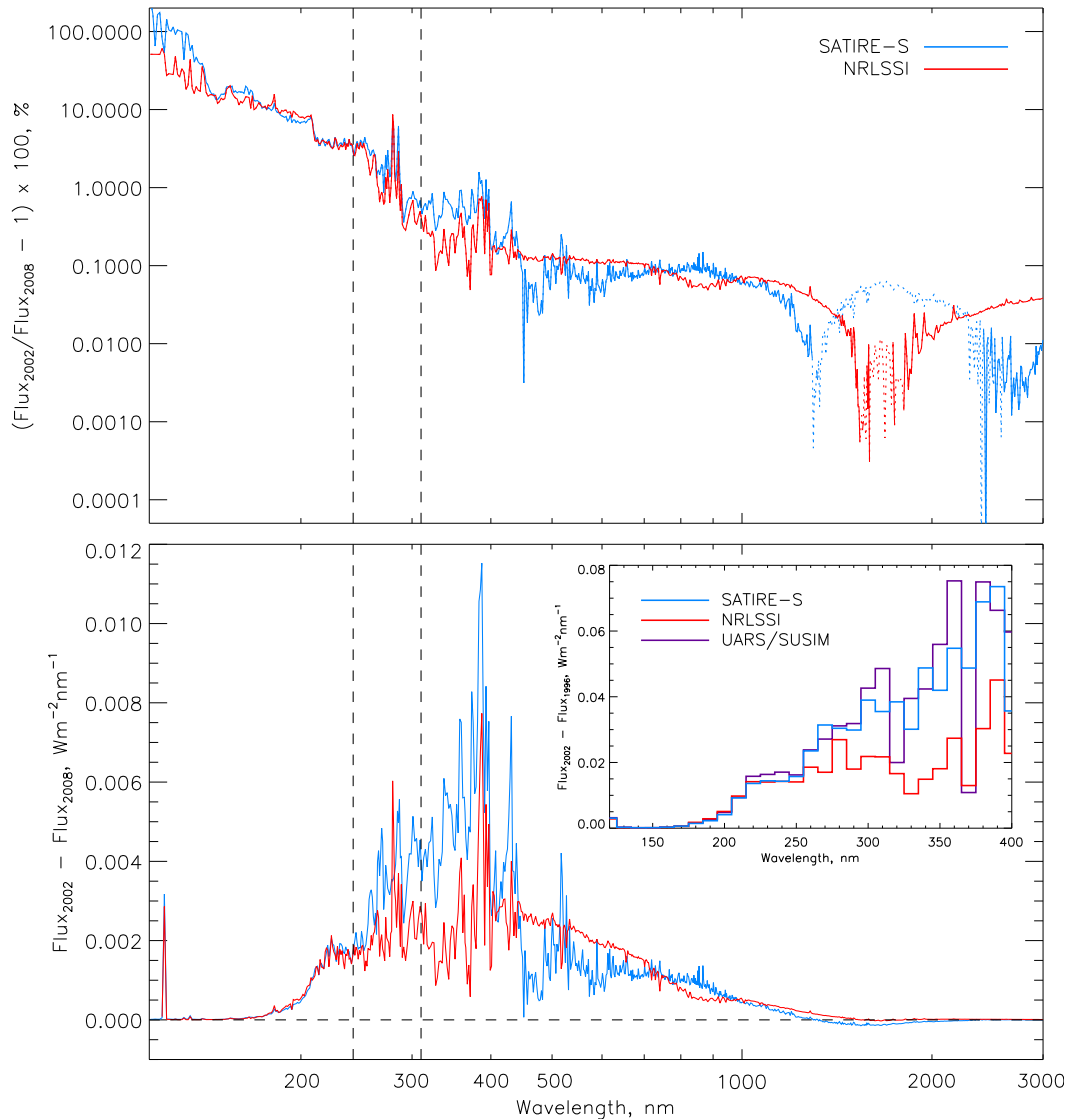 (Flux₂₀₀₂/Flux₂₀₀₈ − 1) x 100, %
100.0000
10.0000
1.0000
0.1000
0.0100
0.0010
0.0001
SATIRE−S
NRLSSI
Flux₂₀₀₂ − Flux₂₀₀₈, Wm⁻²nm⁻¹
0.012
0.010
0.008
0.006
0.004
0.002
0.000
Flux₂₀₀₂ − Flux₁₉₉₆, Wm⁻²nm⁻¹
0.08
0.06
0.04
0.02
0.00
SATIRE−S
NRLSSI
UARS/SUSIM
200 250 300 350 400
Wavelength, nm
200 300 400 500 1000 2000 3000
Wavelength, nm